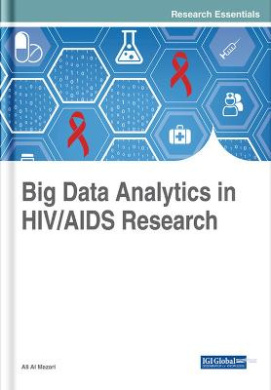 Research Essentials
Big Data Analytics in
HIV/AIDS Research
Ali Al Mazari
IGI Global